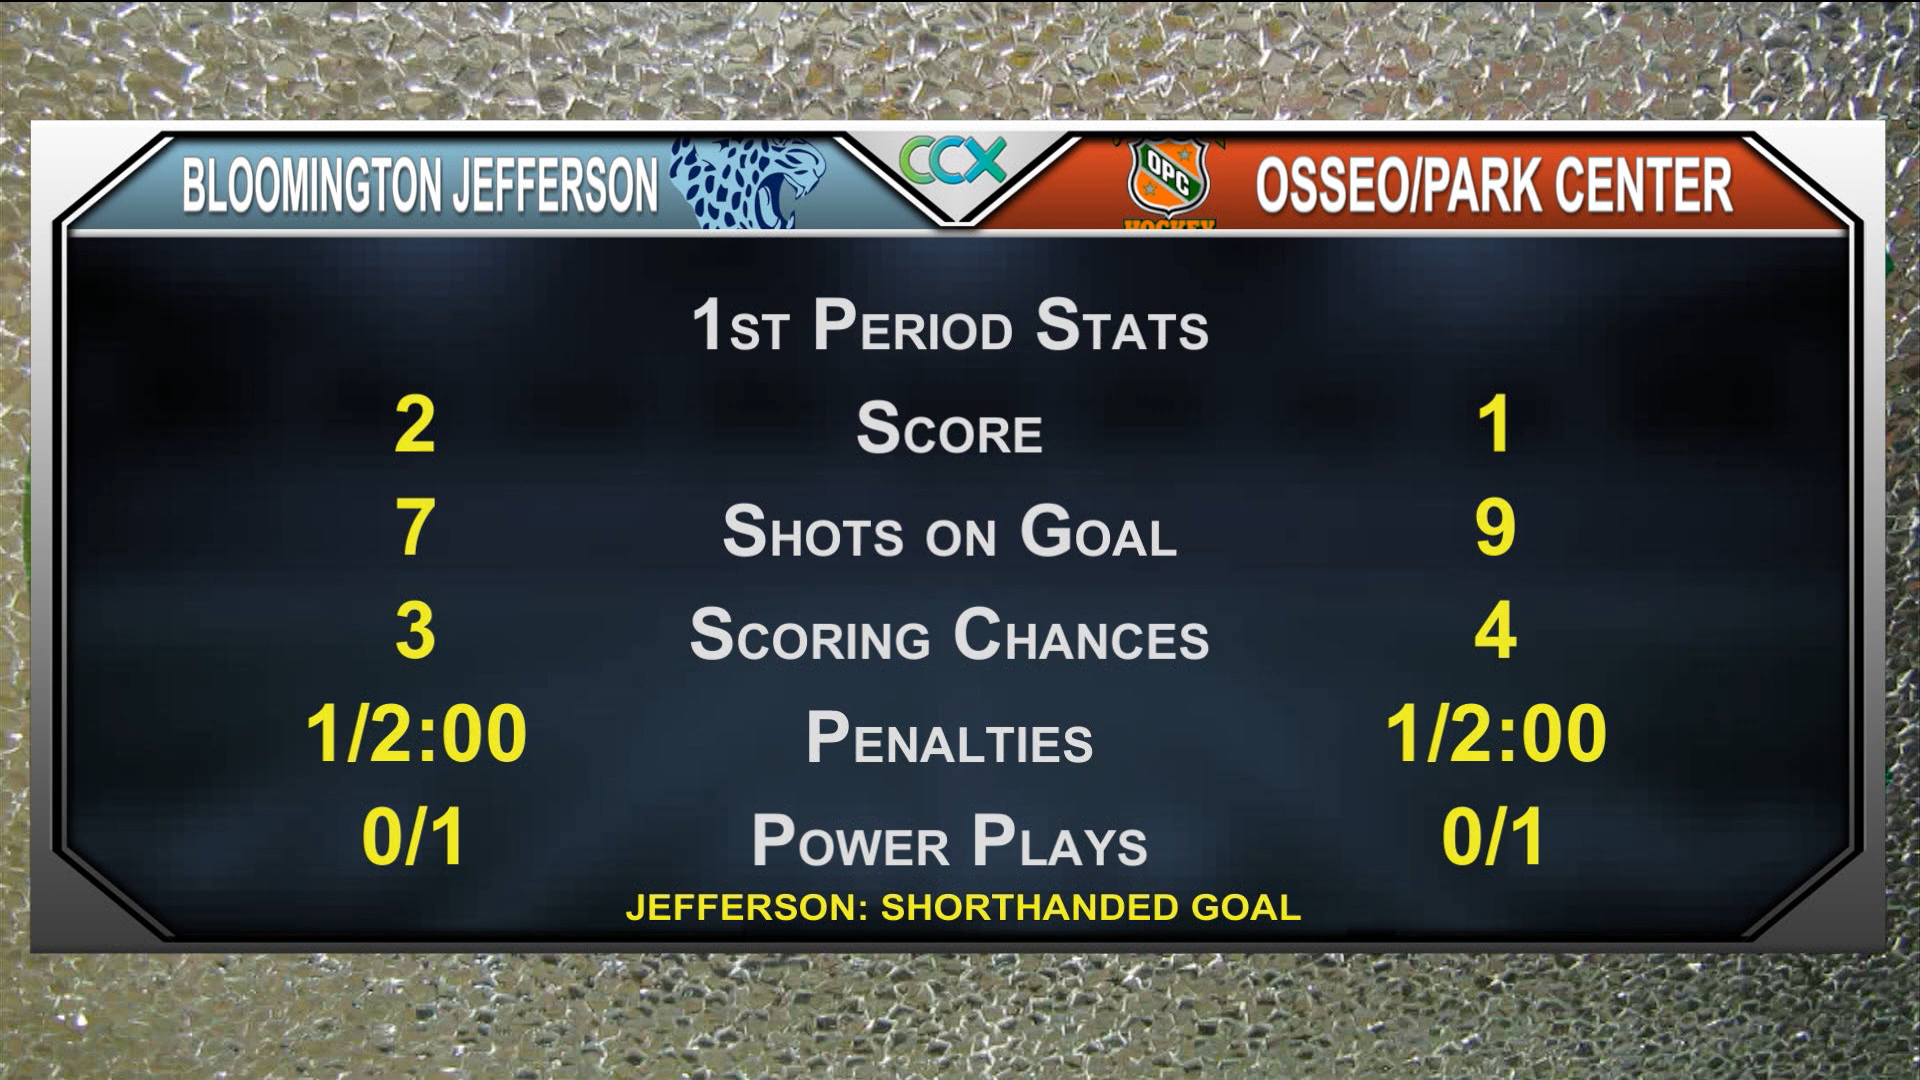 BLOOMINGTON JEFFERSON CCX OPC HOCKEY OSSEO/PARK CENTER
1ST PERIOD STATS
2 SCORE 1
7 SHOTS ON GOAL 9
3 SCORING CHANCES 4
1/2:00 PENALTIES 1/2:00
0/1 POWER PLAYS 0/1
JEFFERSON: SHORTHANDED GOAL